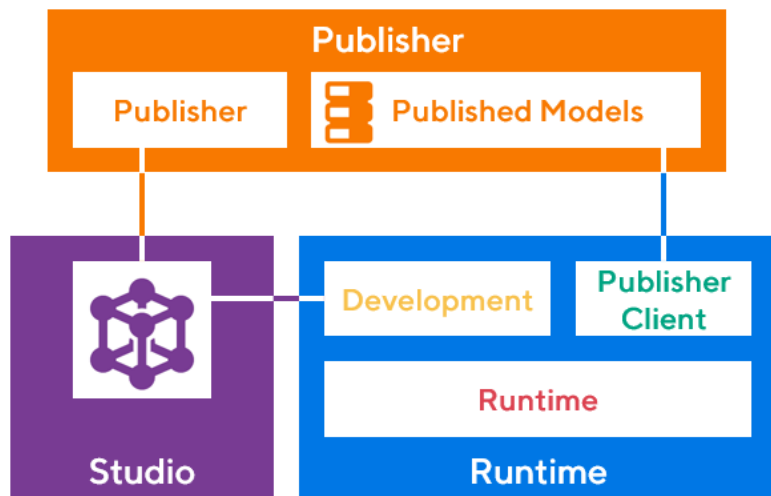 Publisher
Publisher
Published Models
Development
Publisher
Client
Runtime
Studio
Runtime